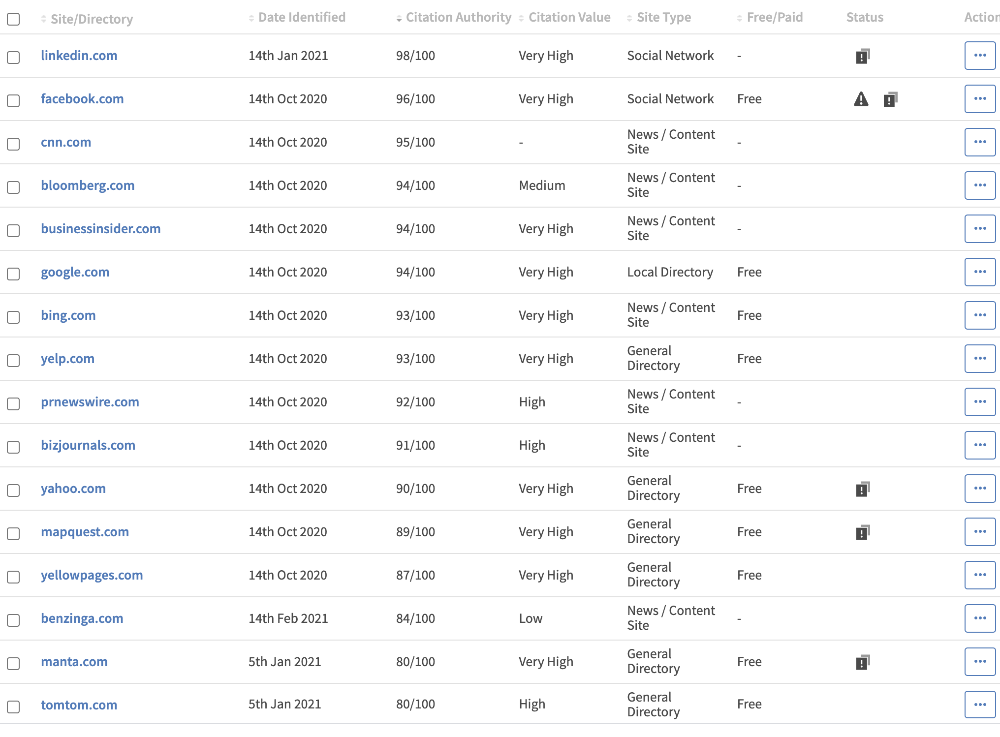 Site/Directory Date Identified Citation Authority Citation Value Site Type Free/Paid Status Action
linkedin.com 14th Jan 2021 98/100 Very High Social Network -
facebook.com 14th Oct 2020 96/100 Very High Social Network Free
cnn.com 14th Oct 2020 95/100 - News / Content Site -
bloomberg.com 14th Oct 2020 94/100 Medium News / Content Site -
businessinsider.com 14th Oct 2020 94/100 Very High News / Content Site -
google.com 14th Oct 2020 94/100 Very High Local Directory Free
bing.com 14th Oct 2020 93/100 Very High News / Content Site Free
yelp.com 14th Oct 2020 93/100 Very High General Directory Free
prnewswire.com 14th Oct 2020 92/100 High News / Content Site -
bizjournals.com 14th Oct 2020 91/100 High News / Content Site -
yahoo.com 14th Oct 2020 90/100 Very High General Directory Free
mapquest.com 14th Oct 2020 89/100 Very High General Directory Free
yellowpages.com 14th Oct 2020 87/100 Very High General Directory Free
benzinga.com 14th Feb 2021 84/100 Low News / Content Site -
manta.com 5th Jan 2021 80/100 Very High General Directory Free
tomtom.com 5th Jan 2021 80/100 High General Directory Free